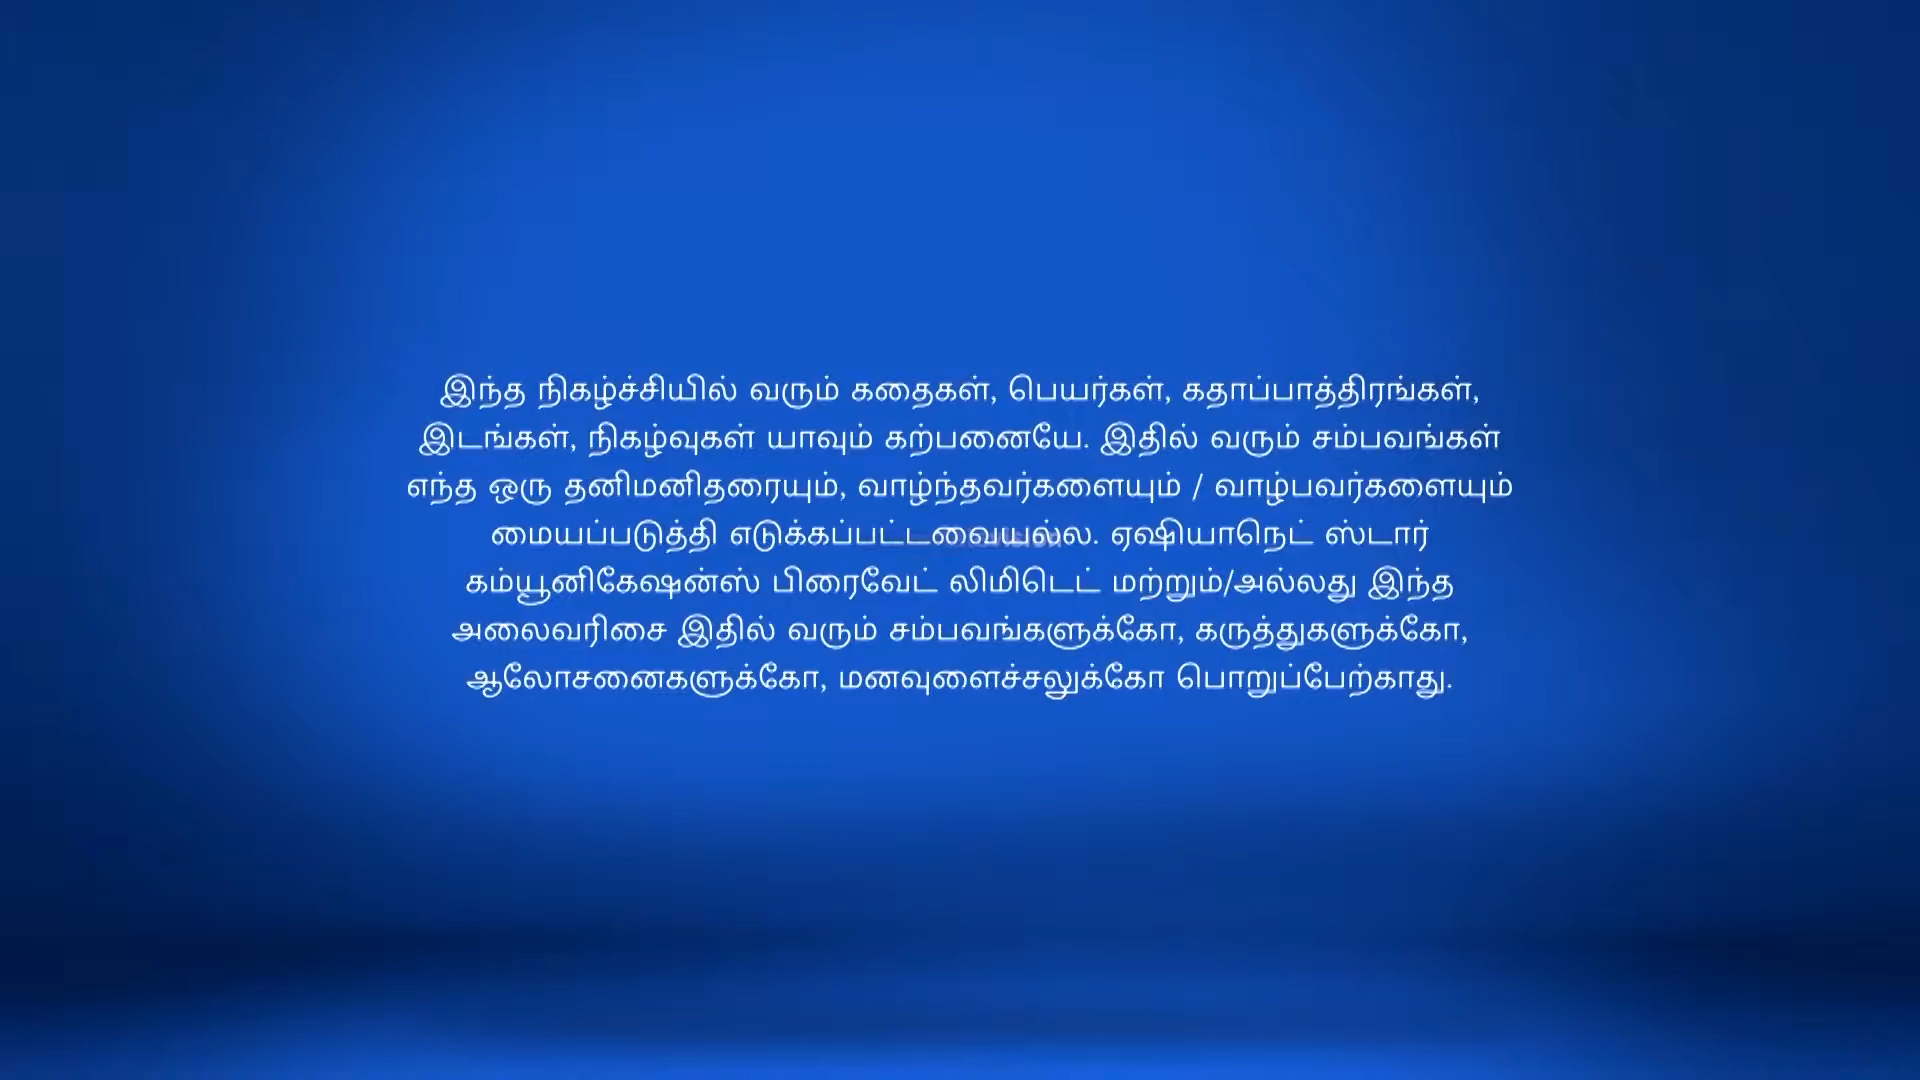 இந்த நிகழ்ச்சியில் வரும் கதைகள், பெயர்கள், கதாப்பாத்திரங்கள்,
இடங்கள், நிகழ்வுகள் யாவும் கற்பனையே. இதில் வரும் சம்பவங்கள்
எந்த ஒரு தனிமனிதரையும், வாழ்ந்தவர்களையும் / வாழ்பவர்களையும்
மையப்படுத்தி எடுக்கப்பட்டவையல்ல. ஏஷியாநெட் ஸ்டார்
கம்யூனிகேஷன்ஸ் பிரைவேட் லிமிடெட் மற்றும்/அல்லது இந்த
அலைவரிசை இதில் வரும் சம்பவங்களுக்கோ, கருத்துகளுக்கோ,
ஆலோசனைகளுக்கோ, மனவுளைச்சலுக்கோ பொறுப்பேற்காது.